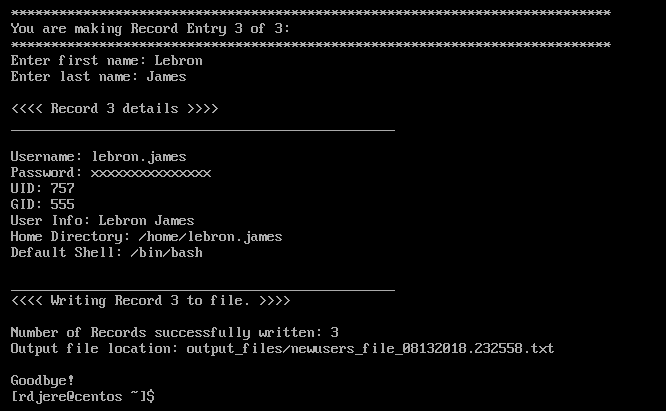 ***************************************************************************
You are making Record Entry 3 of 3:
***************************************************************************
Enter first name: Lebron
Enter last name: James
<<<< Record 3 details >>>>
________________________________________________
Username: lebron.james
Password: xxxxxxxxxxxxxxx
UID: 757
GID: 555
User Info: Lebron James
Home Directory: /home/lebron.james
Default Shell: /bin/bash
________________________________________________
<<<< Writing Record 3 to file. >>>>
Number of Records successfully written: 3
Output file location: output_files/newusers_file_08132018.232558.txt
Goodbye!
[rdjere@centos ~]$